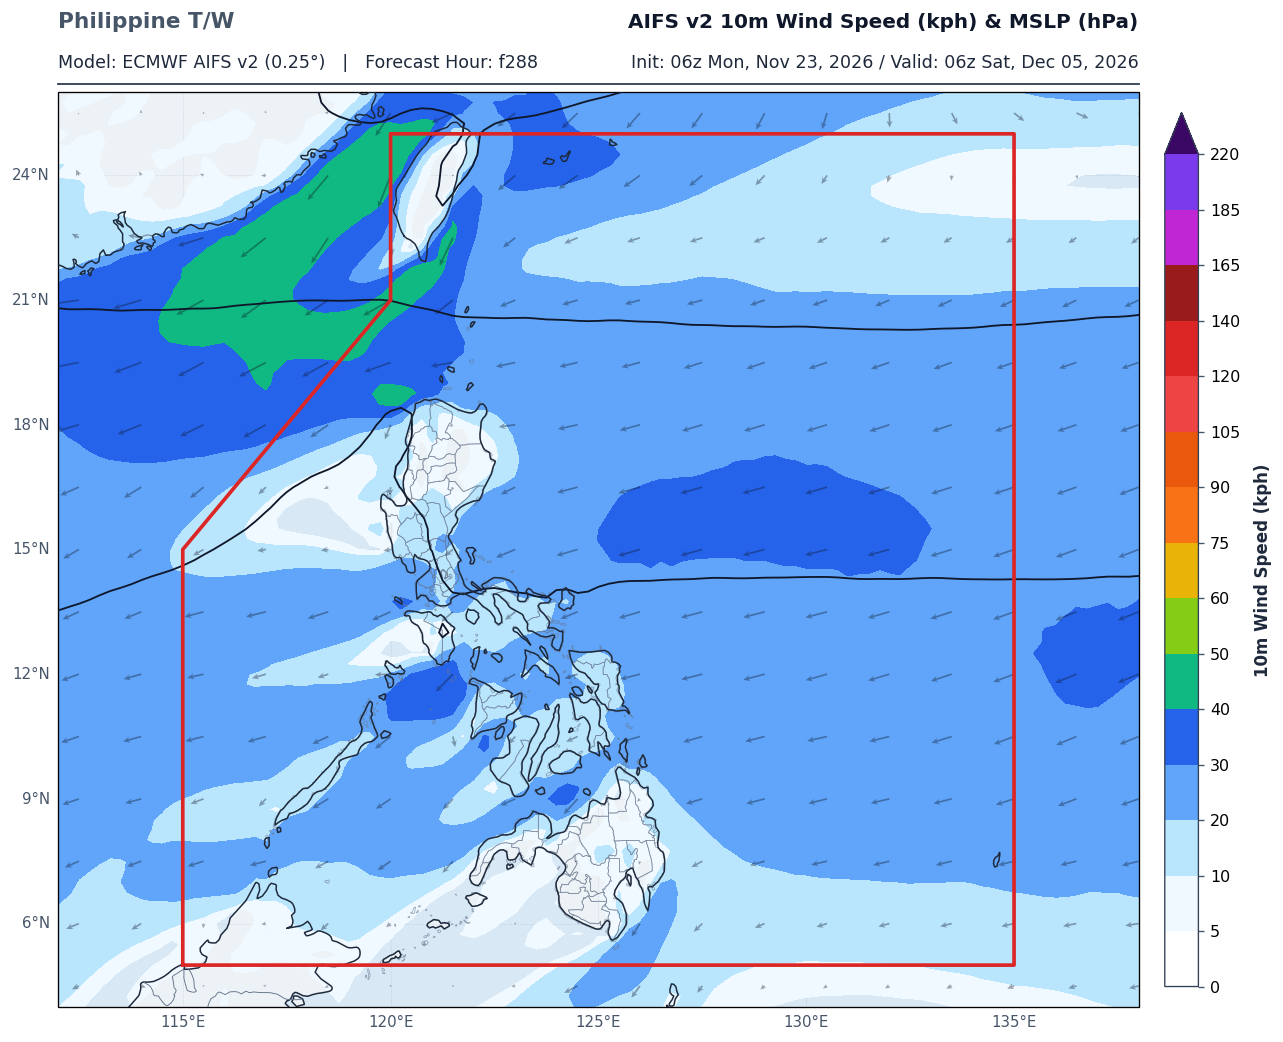 Philippine T/W
AIFS v2 10m Wind Speed (kph) & MSLP (hPa)
Model: ECMWF AIFS v2 (0.25°) | Forecast Hour: f288
Init: 06z Mon, Nov 23, 2026 / Valid: 06z Sat, Dec 05, 2026
24°N
21°N
18°N
15°N
12°N
9°N
6°N
115°E
120°E
125°E
130°E
135°E
220
185
165
140
120
105
90
75
60
50
40
30
20
10
5
0
10m Wind Speed (kph)